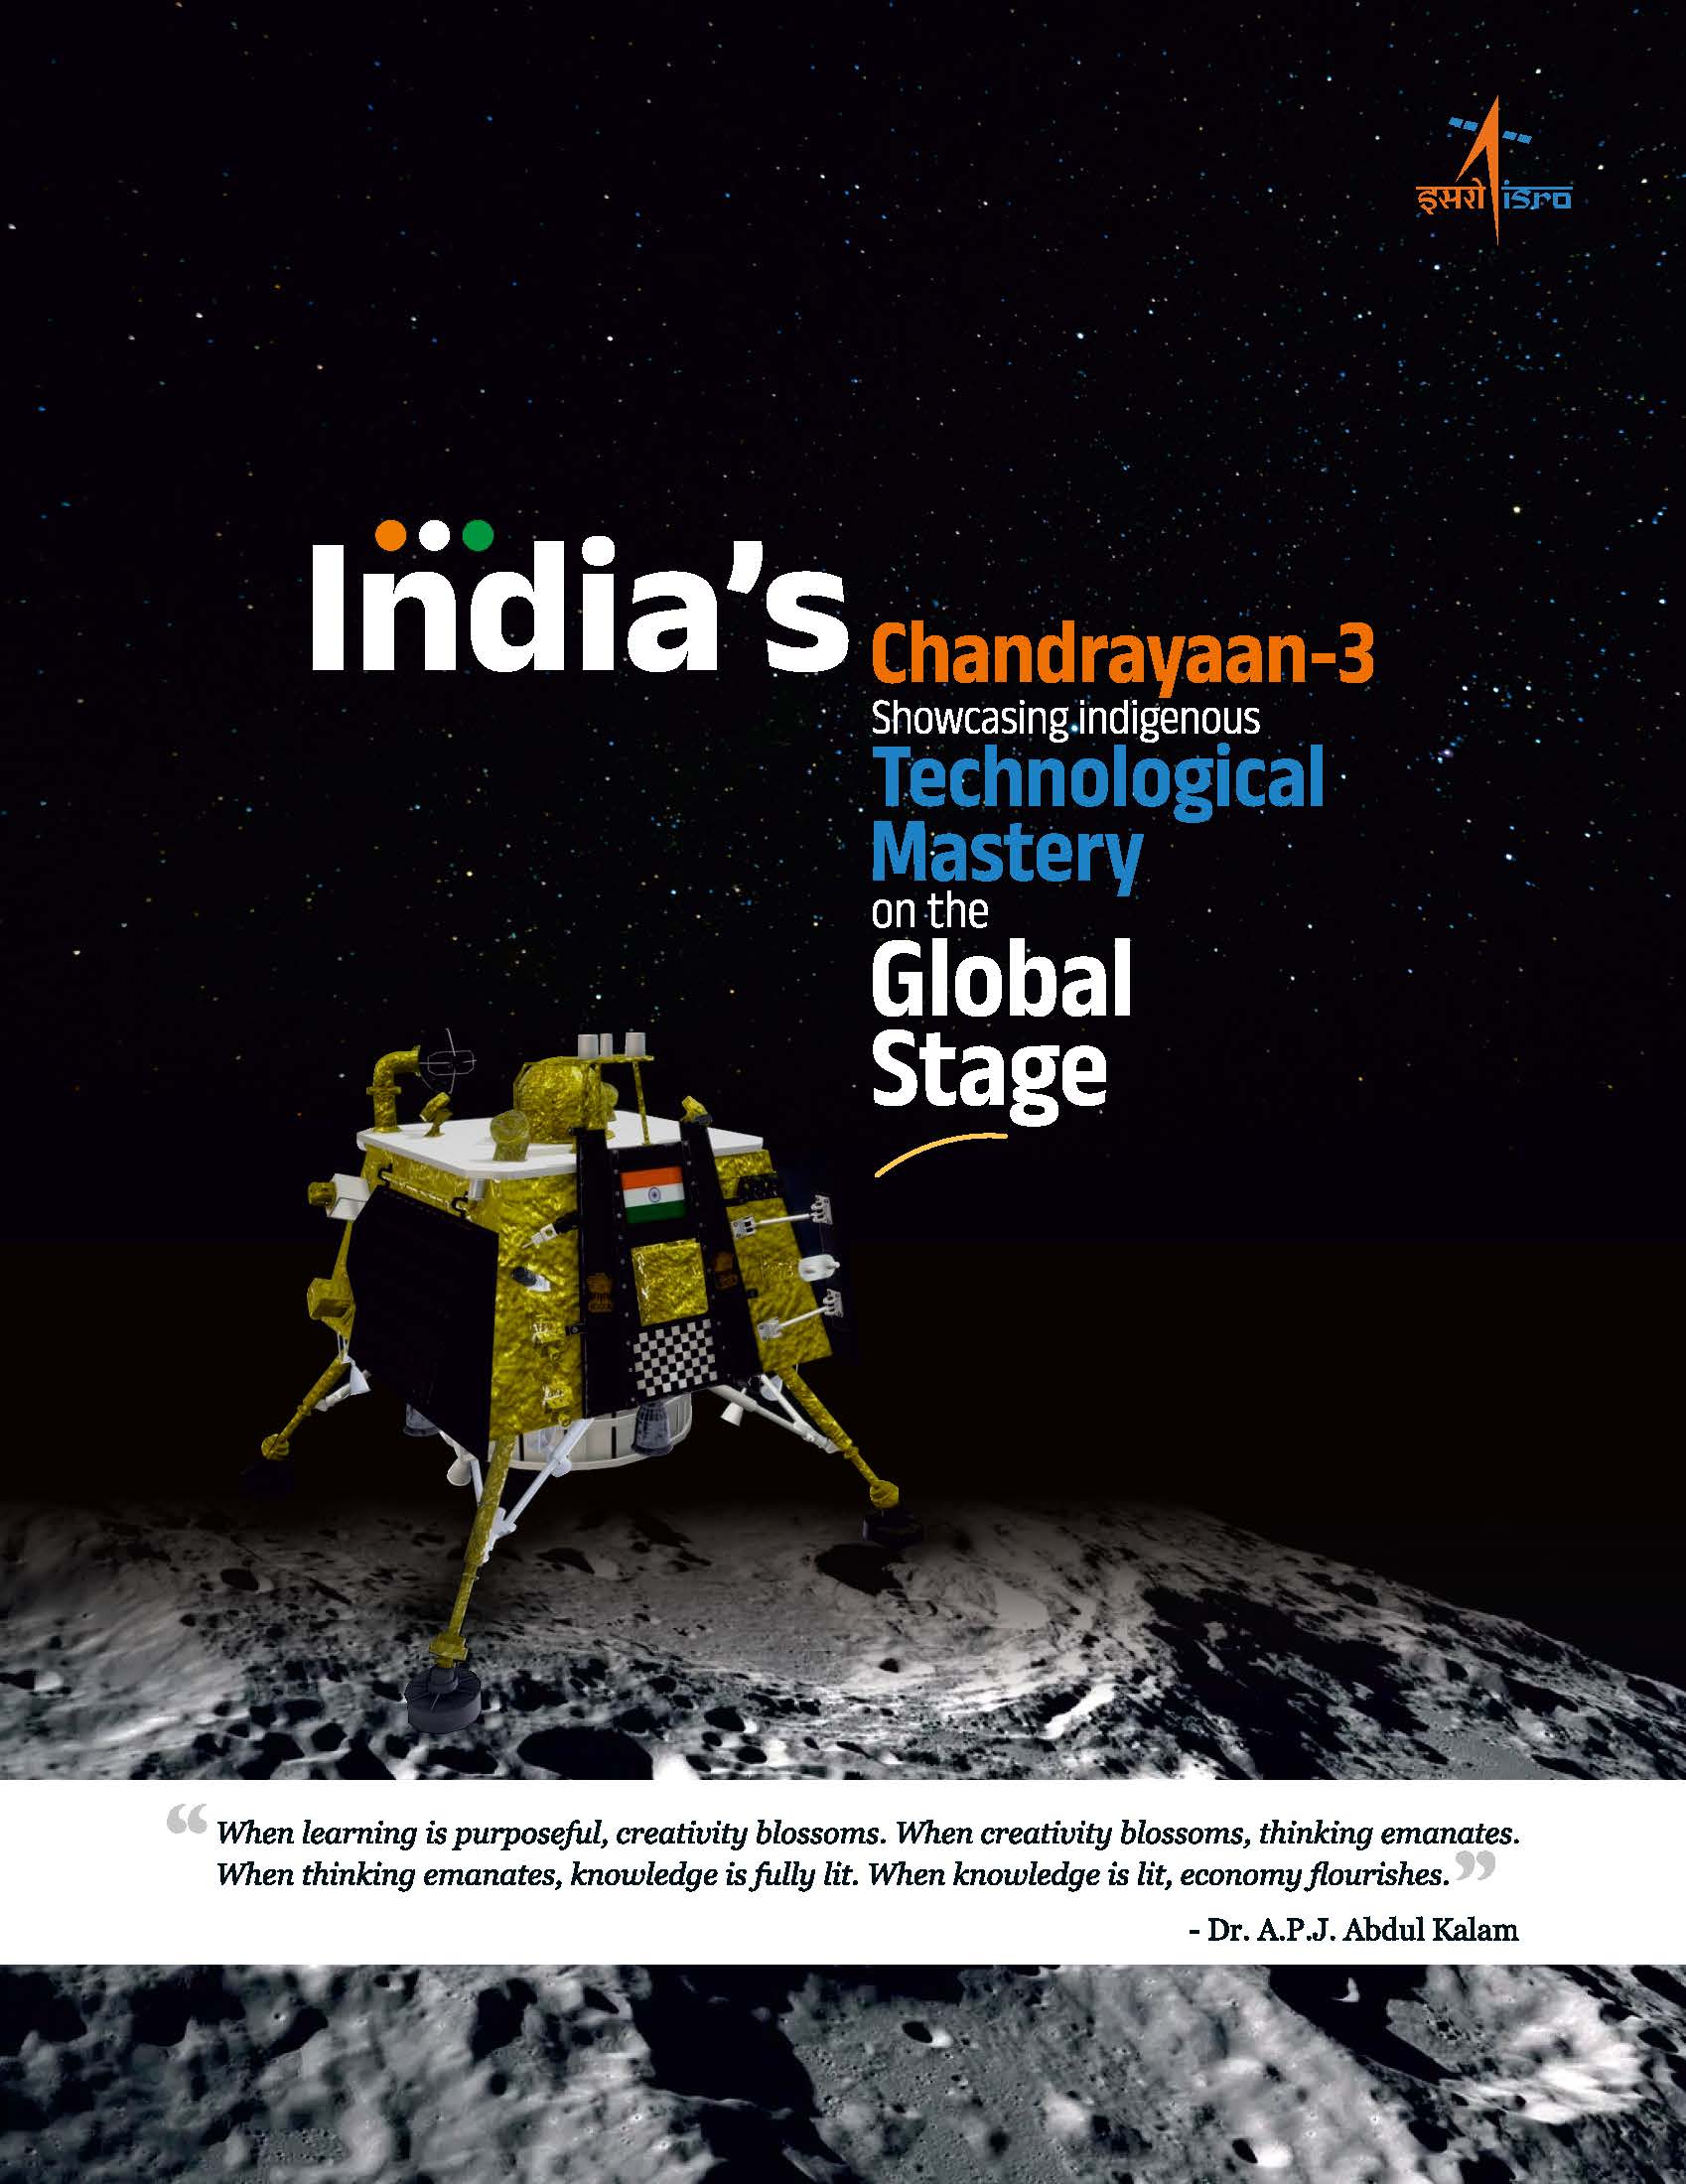 इसरो isro
India's
Chandrayaan-3
Showcasing indigenous
Technological
Mastery
on the
Global
Stage
“When learning is purposeful, creativity blossoms. When creativity blossoms, thinking emanates.
When thinking emanates, knowledge is fully lit. When knowledge is lit, economy flourishes.”
- Dr. A.P.J. Abdul Kalam